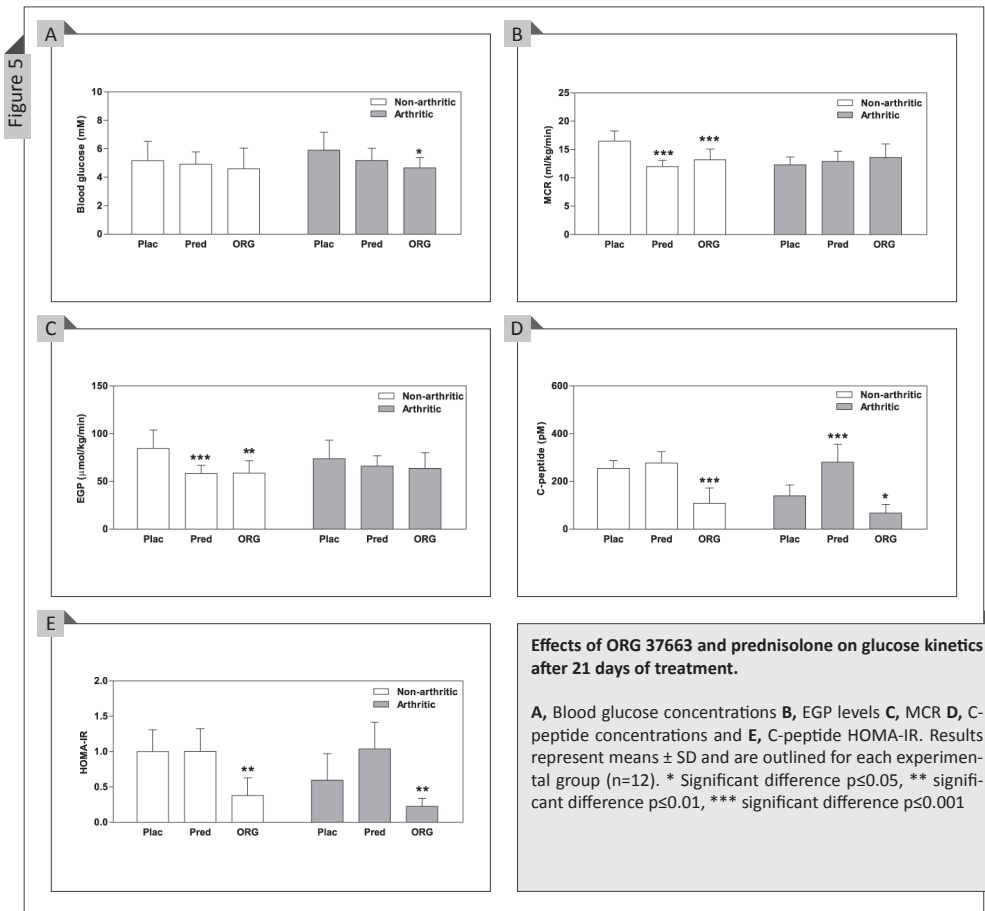 Figure 5
A
10
8
6
4
2
0
Blood glucose (mM)
Non-arthritic
Arthritic
*
Plac Pred ORG Plac Pred ORG
B
25
20
15
10
5
0
MCR (ml/kg/min)
Non-arthritic
Arthritic
*** ***
Plac Pred ORG Plac Pred ORG
C
150
100
50
0
EGP (µmol/kg/min)
Non-arthritic
Arthritic
*** **
Plac Pred ORG Plac Pred ORG
D
600
400
200
0
C-peptide (pM)
Non-arthritic
Arthritic
*** *** *
Plac Pred ORG Plac Pred ORG
E
2.0
1.5
1.0
0.5
0.0
HOMA-IR
Non-arthritic
Arthritic
** **
Plac Pred ORG Plac Pred ORG
Effects of ORG 37663 and prednisolone on glucose kinetics
after 21 days of treatment.
A, Blood glucose concentrations B, EGP levels C, MCR D, C-
peptide concentrations and E, C-peptide HOMA-IR. Results
represent means ± SD and are outlined for each experimen-
tal group (n=12). * Significant difference p≤0.05, ** signifi-
cant difference p≤0.01, *** significant difference p≤0.001